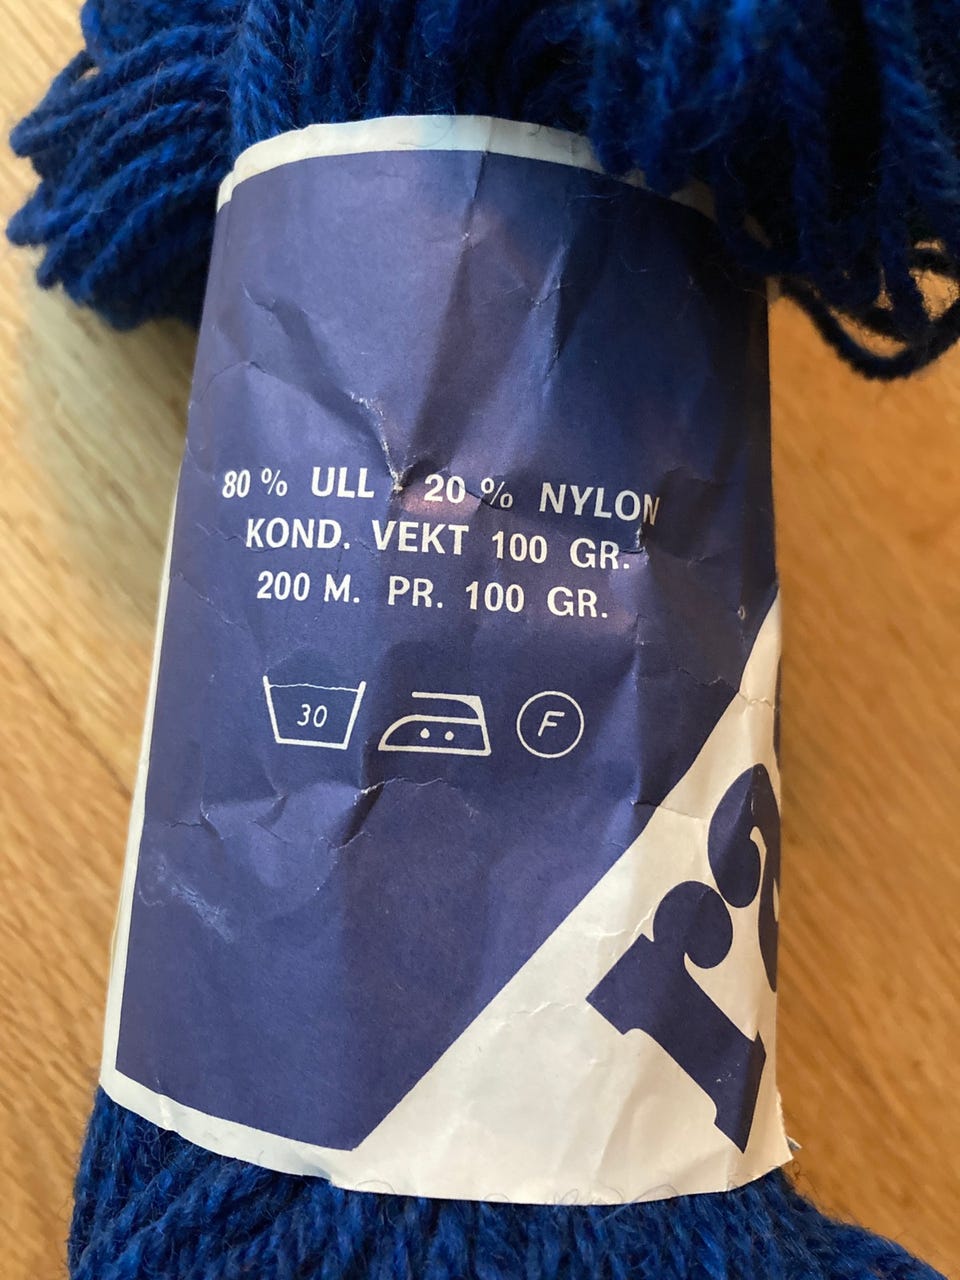 80 % ULL - 20 % NYLON
KOND. VEKT 100 GR.
200 M. PR. 100 GR.
30
F